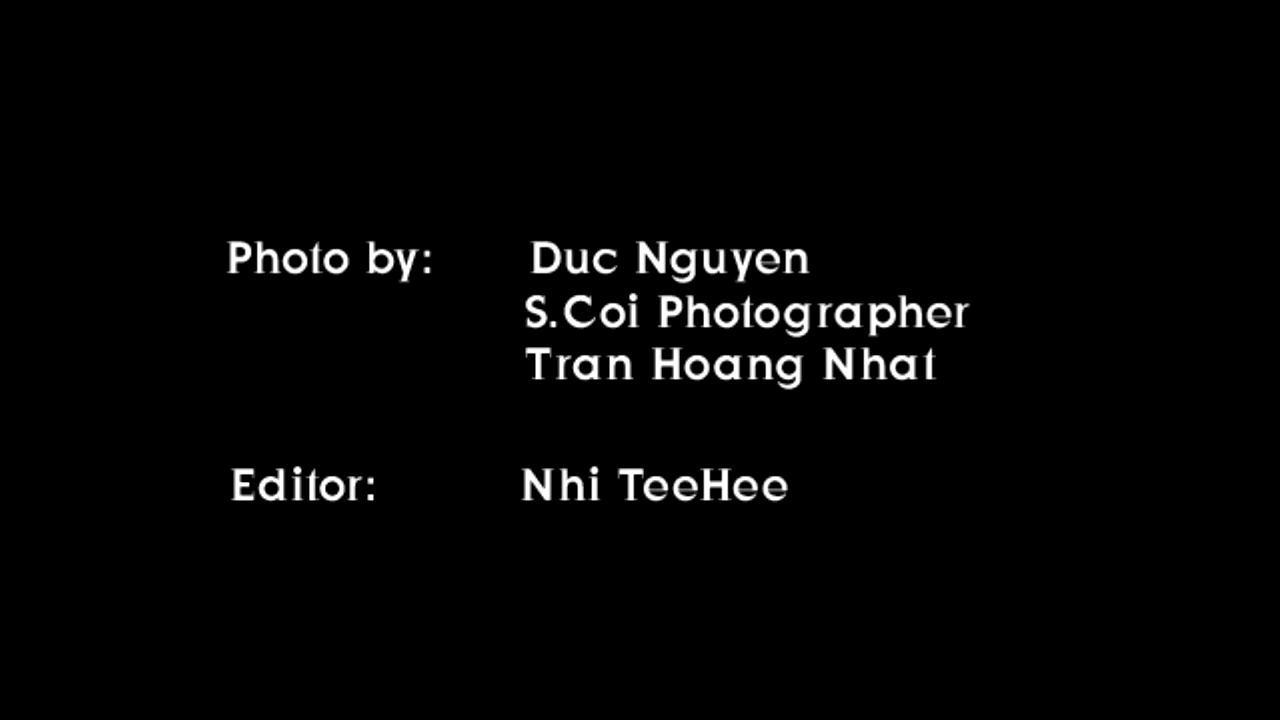 Photo by: Duc Nguyen
S.Coi Photographer
Tran Hoang Nhat
Editor: Nhi TeeHee